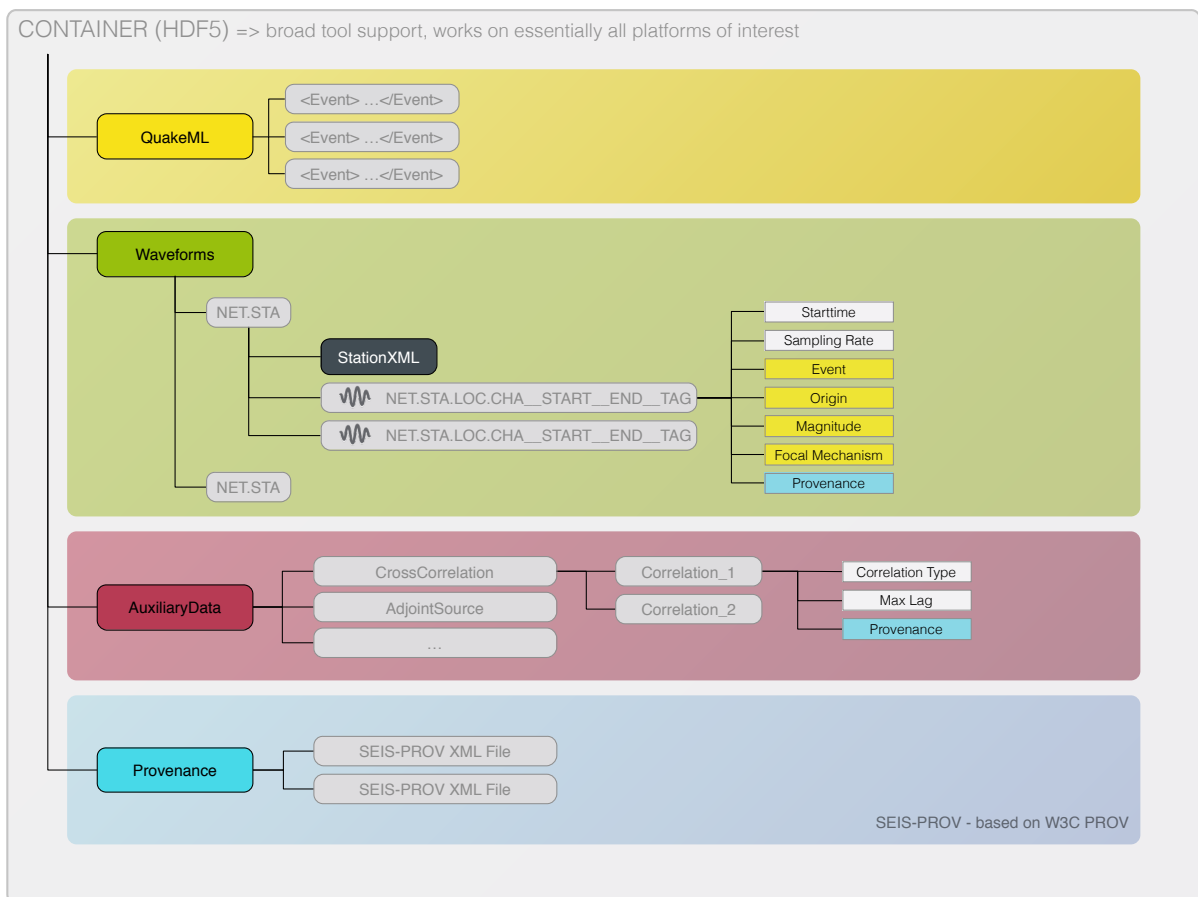 CONTAINER (HDF5) => broad tool support, works on essentially all platforms of interest
QuakeML
<Event> …</Event>
<Event> …</Event>
<Event> …</Event>
Waveforms
NET.STA
StationXML
NET.STA.LOC.CHA__START__END__TAG
NET.STA.LOC.CHA__START__END__TAG
Starttime
Sampling Rate
Event
Origin
Magnitude
Focal Mechanism
Provenance
NET.STA
AuxiliaryData
CrossCorrelation
AdjointSource
…
Correlation_1
Correlation_2
Correlation Type
Max Lag
Provenance
Provenance
SEIS-PROV XML File
SEIS-PROV XML File
SEIS-PROV - based on W3C PROV